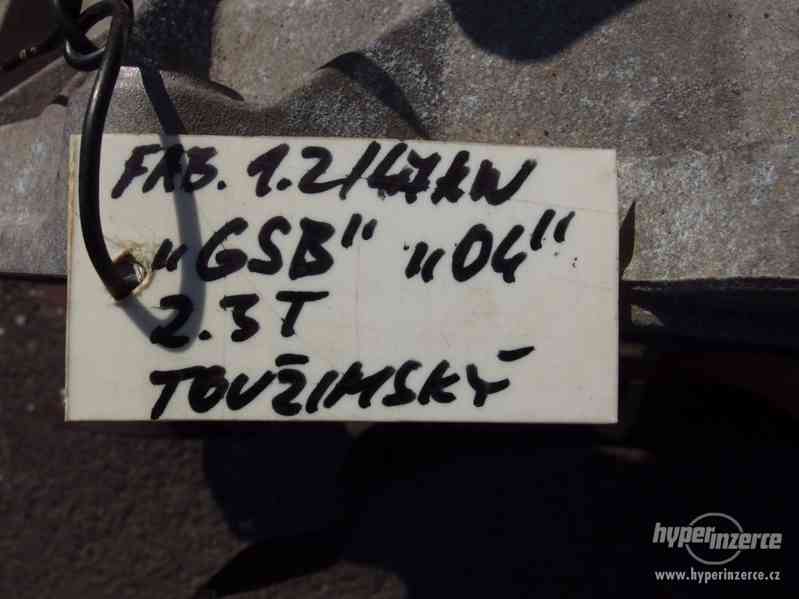 FAB. 1.2/47kW
„GSB" „04"
2.3T
TOUŽIMSKÝ
hyperinzerce
www.hyperinzerce.cz